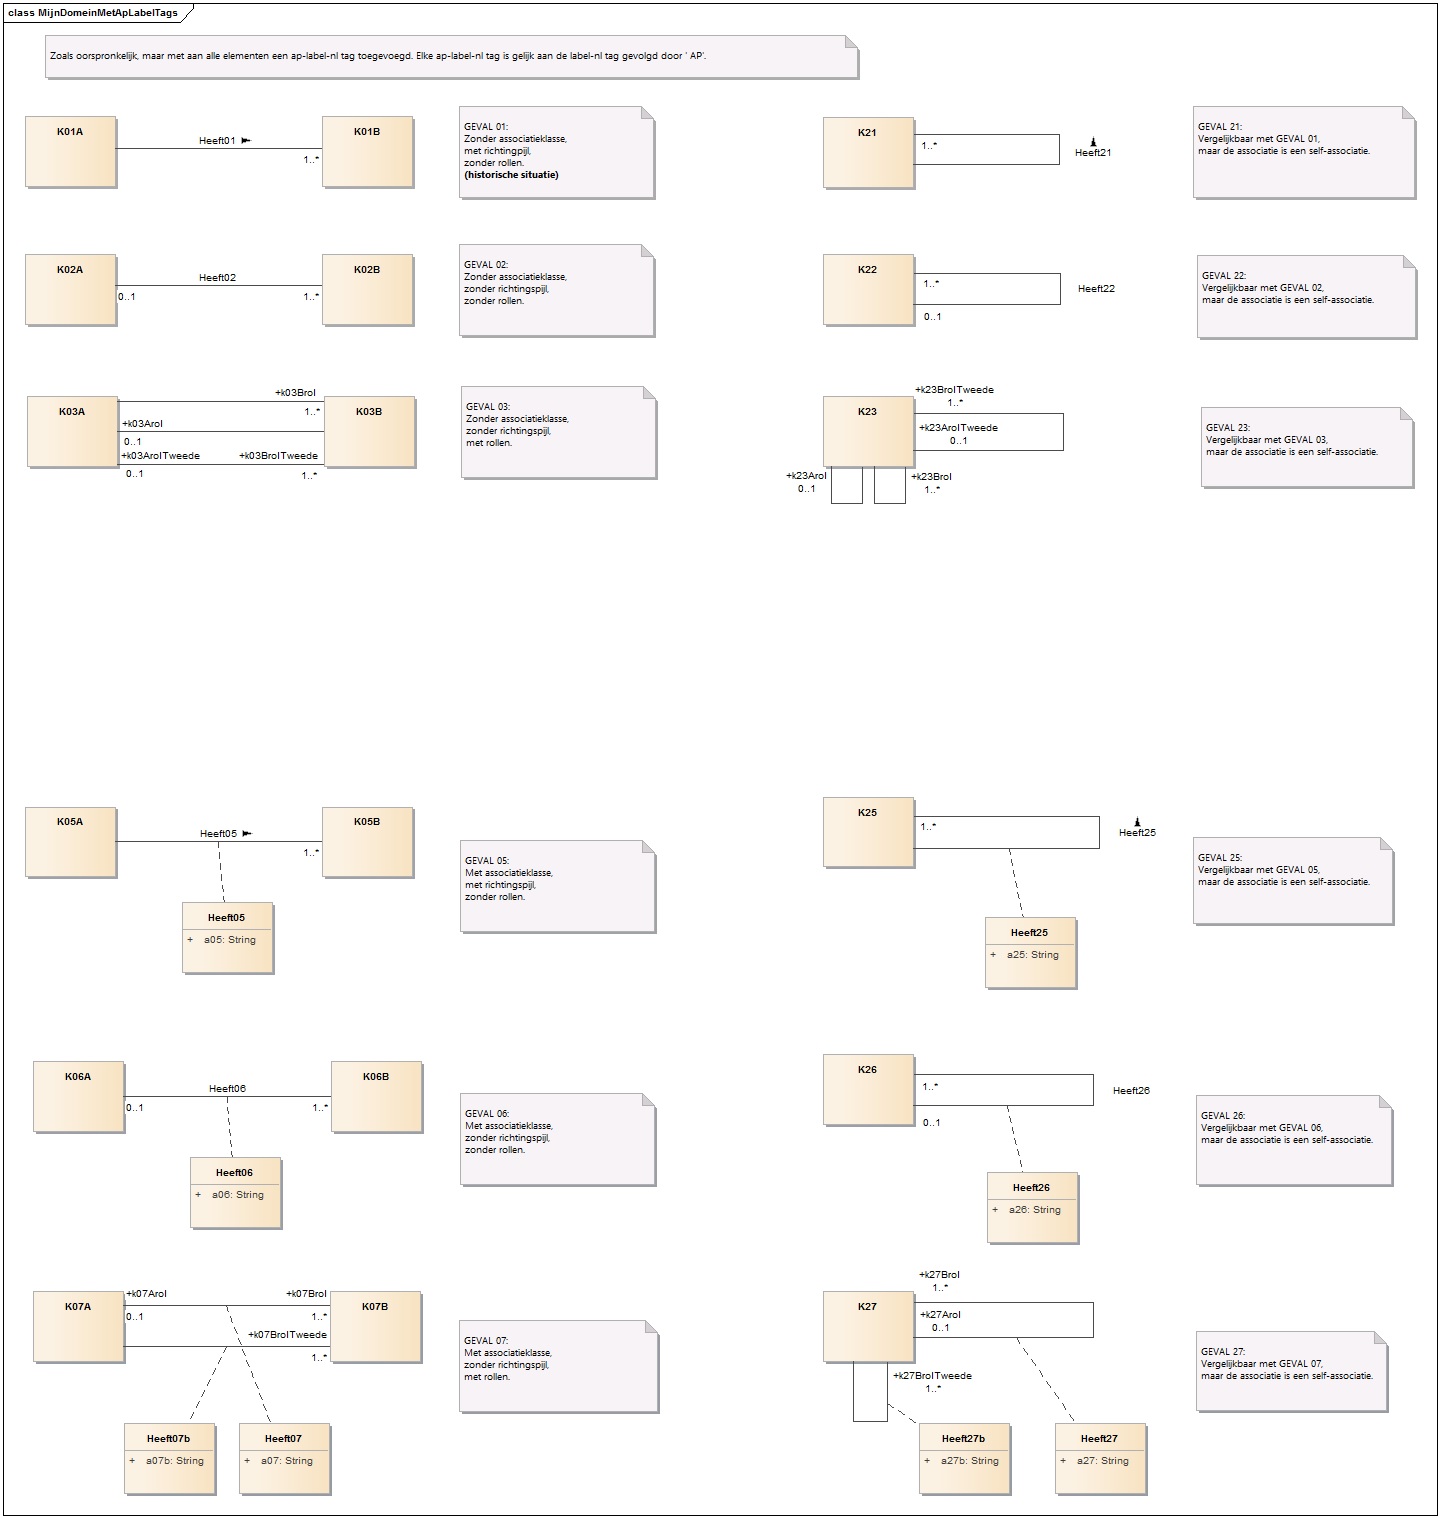 class MijnDomeinMetApLabelTags
Zoals oorspronkelijk, maar met aan alle elementen een ap-label-nl tag toegevoegd. Elke ap-label-nl tag is gelijk aan de label-nl tag gevolgd door ' AP'.
K01A
Heeft01
1..*
K01B
GEVAL 01:
Zonder associatieklasse,
met richtingpijl,
zonder rollen.
(historische situatie)
K21
1..*
Heeft21
GEVAL 21:
Vergelijkbaar met GEVAL 01,
maar de associatie is een self-associatie.
K02A
0..1
Heeft02
1..*
K02B
GEVAL 02:
Zonder associatieklasse,
zonder richtingspijl,
zonder rollen.
K22
1..*
0..1
Heeft22
GEVAL 22:
Vergelijkbaar met GEVAL 02,
maar de associatie is een self-associatie.
K03A
+k03Brol
1..*
+k03Arol
0..1
+k03ArolTweede
0..1
+k03BrolTweede
1..*
K03B
GEVAL 03:
Zonder associatieklasse,
zonder richtingspijl,
met rollen.
K23
+k23BrolTweede
1..*
+k23ArolTweede
0..1
+k23Arol
0..1
+k23Brol
1..*
GEVAL 23:
Vergelijkbaar met GEVAL 03,
maar de associatie is een self-associatie.
K05A
Heeft05
1..*
K05B
Heeft05
+ a05: String
GEVAL 05:
Met associatieklasse,
met richtingspijl,
zonder rollen.
K25
1..*
Heeft25
Heeft25
+ a25: String
GEVAL 25:
Vergelijkbaar met GEVAL 05,
maar de associatie is een self-associatie.
K06A
0..1
Heeft06
1..*
K06B
Heeft06
+ a06: String
GEVAL 06:
Met associatieklasse,
zonder richtingspijl,
zonder rollen.
K26
1..*
0..1
Heeft26
Heeft26
+ a26: String
GEVAL 26:
Vergelijkbaar met GEVAL 06,
maar de associatie is een self-associatie.
K07A
+k07Arol
0..1
+k07Brol
1..*
+k07BrolTweede
1..*
K07B
Heeft07b
+ a07b: String
Heeft07
+ a07: String
GEVAL 07:
Met associatieklasse,
zonder richtingspijl,
met rollen.
K27
+k27Brol
1..*
+k27Arol
0..1
+k27BrolTweede
1..*
Heeft27b
+ a27b: String
Heeft27
+ a27: String
GEVAL 27:
Vergelijkbaar met GEVAL 07,
maar de associatie is een self-associatie.